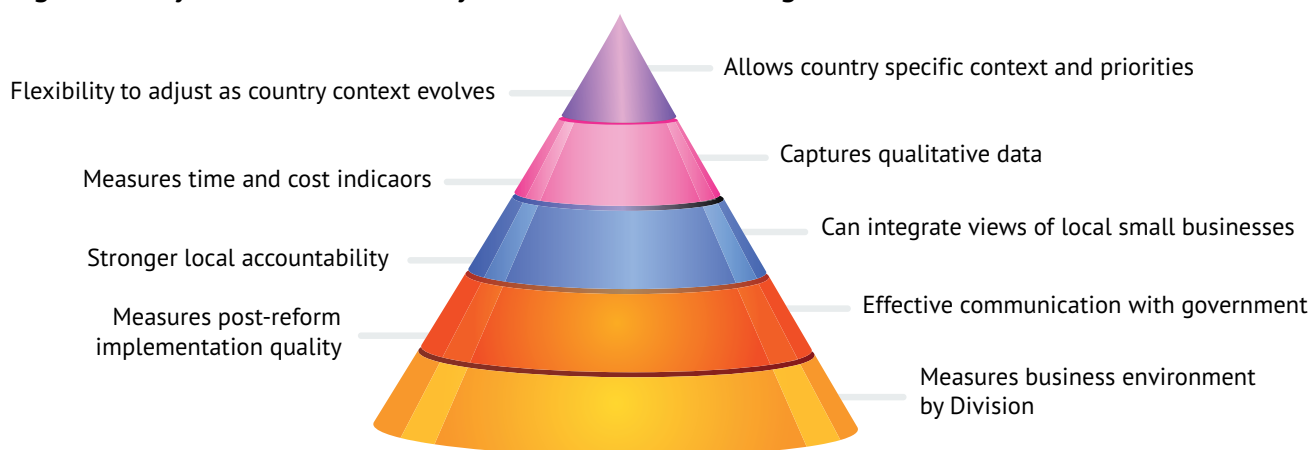 Allows country specific context and priorities
Flexibility to adjust as country context evolves
Captures qualitative data
Measures time and cost indicaors
Can integrate views of local small businesses
Stronger local accountability
Effective communication with government
Measures post-reform
implementation quality
Measures business environment
by Division